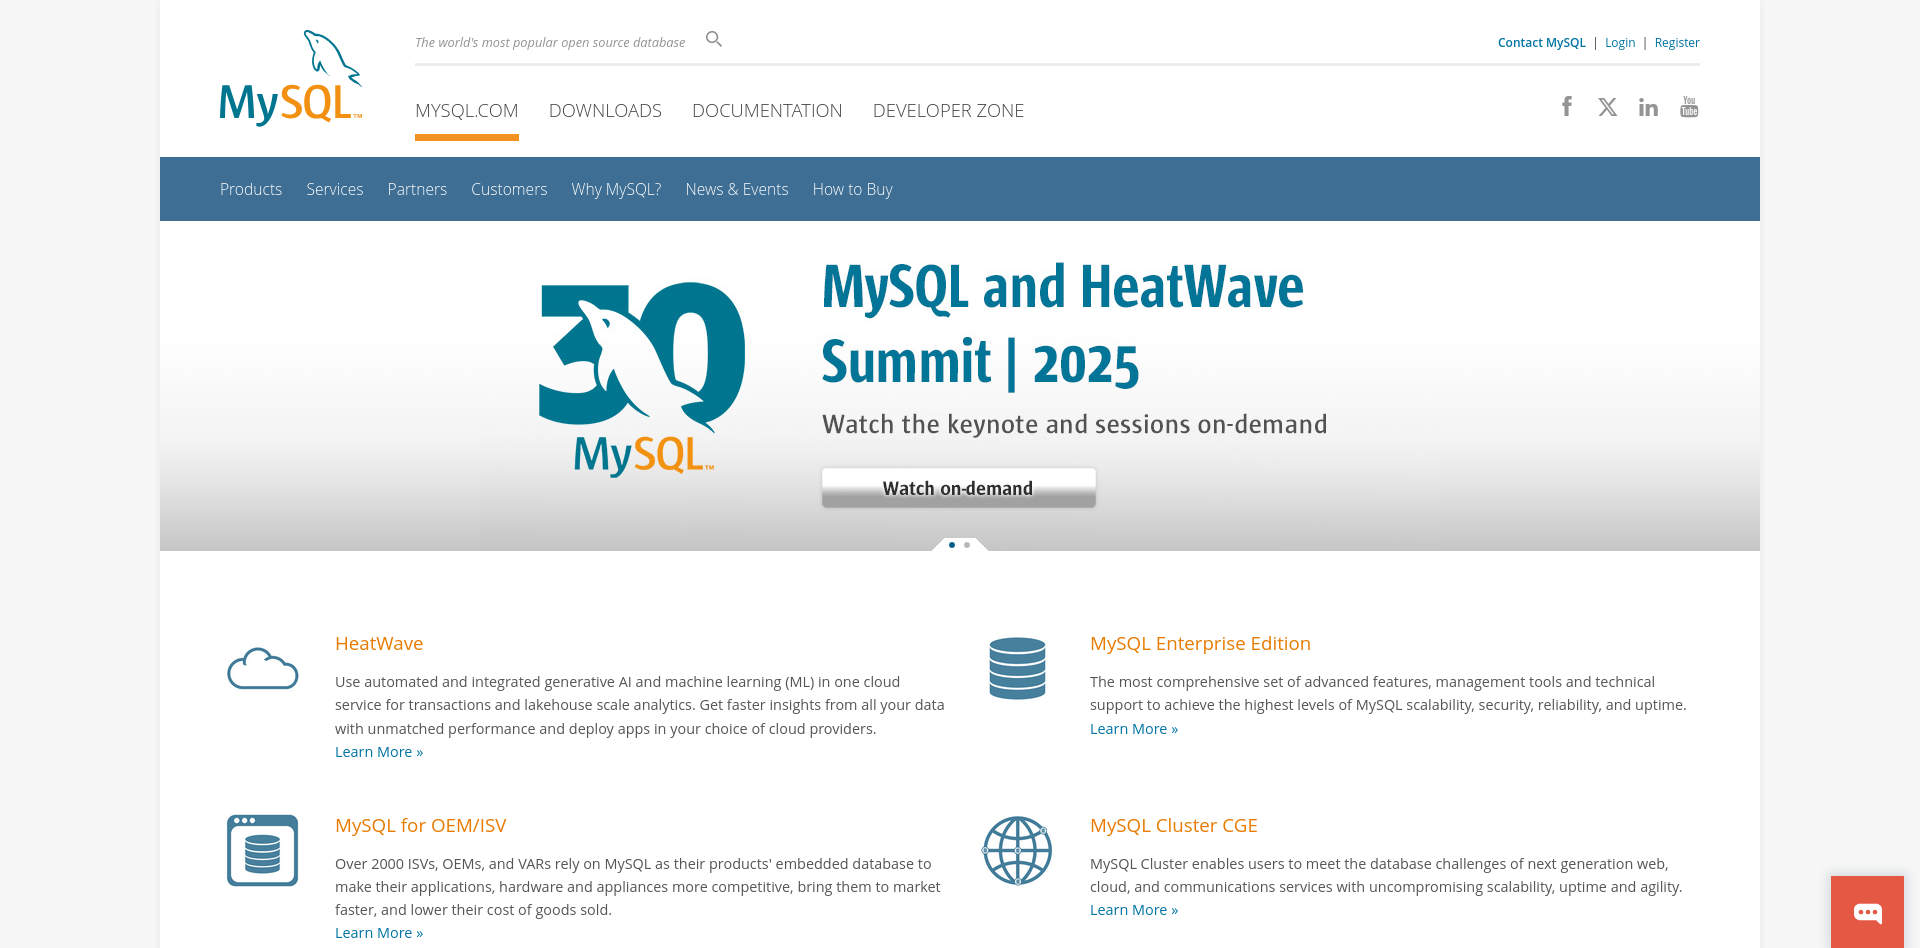 MySQL™
The world's most popular open source database
Contact MySQL | Login | Register
MYSQL.COM DOWNLOADS DOCUMENTATION DEVELOPER ZONE
f X in You Tube
Products Services Partners Customers Why MySQL? News & Events How to Buy
30
MySQL™
MySQL and HeatWave
Summit | 2025
Watch the keynote and sessions on-demand
Watch on-demand
HeatWave
Use automated and integrated generative AI and machine learning (ML) in one cloud
service for transactions and lakehouse scale analytics. Get faster insights from all your data
with unmatched performance and deploy apps in your choice of cloud providers.
Learn More »
MySQL Enterprise Edition
The most comprehensive set of advanced features, management tools and technical
support to achieve the highest levels of MySQL scalability, security, reliability, and uptime.
Learn More »
MySQL for OEM/ISV
Over 2000 ISVs, OEMs, and VARs rely on MySQL as their products' embedded database to
make their applications, hardware and appliances more competitive, bring them to market
faster, and lower their cost of goods sold.
Learn More »
MySQL Cluster CGE
MySQL Cluster enables users to meet the database challenges of next generation web,
cloud, and communications services with uncompromising scalability, uptime and agility.
Learn More »